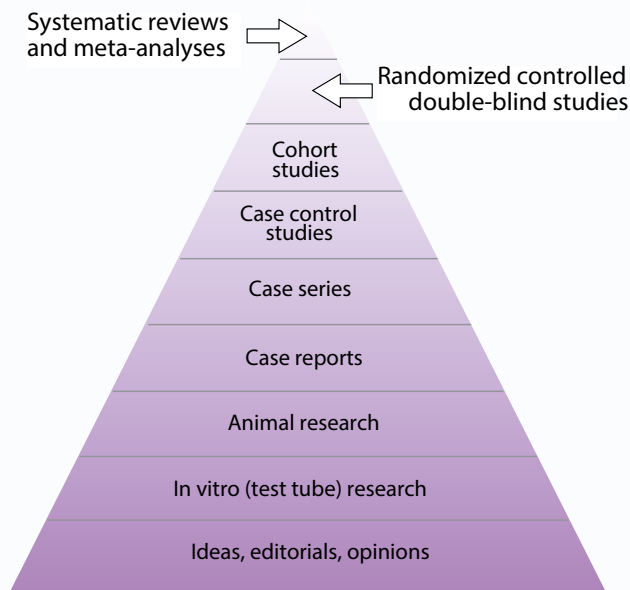 Systematic reviews
and meta-analyses
Randomized controlled
double-blind studies
Cohort
studies
Case control
studies
Case series
Case reports
Animal research
In vitro (test tube) research
Ideas, editorials, opinions